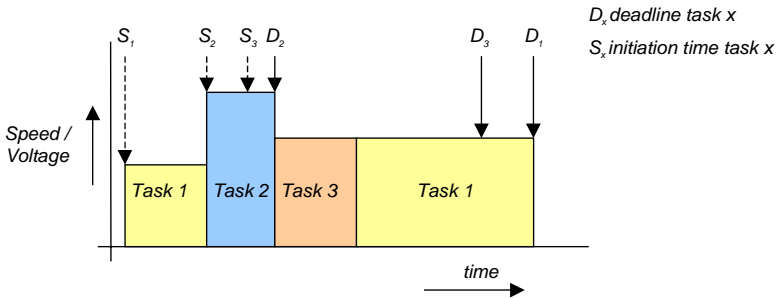 S₁ S₂ S₃ D₂ D₃ D₁
Dₓ deadline task x
Sₓ initiation time task x
Speed /
Voltage
Task 1 Task 2 Task 3 Task 1
time